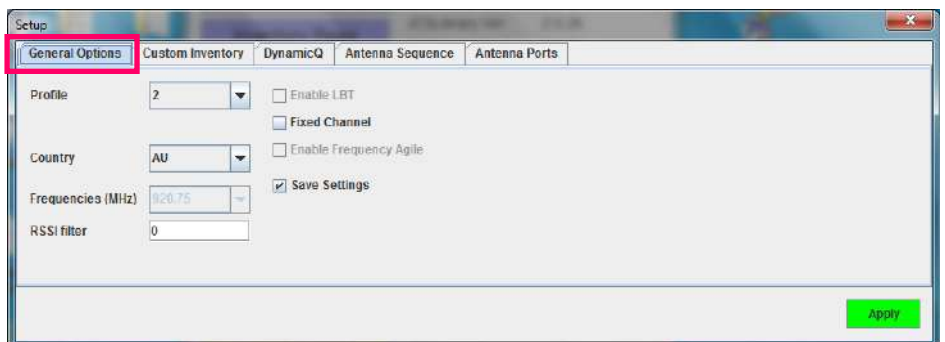 Setup
General Options Custom Inventory DynamicQ Antenna Sequence Antenna Ports
Profile 2 Enable LBT
Fixed Channel
Country AU Enable Frequency Agile
Save Settings
Frequencies (MHz) 920.75
RSSI filter 0
Apply